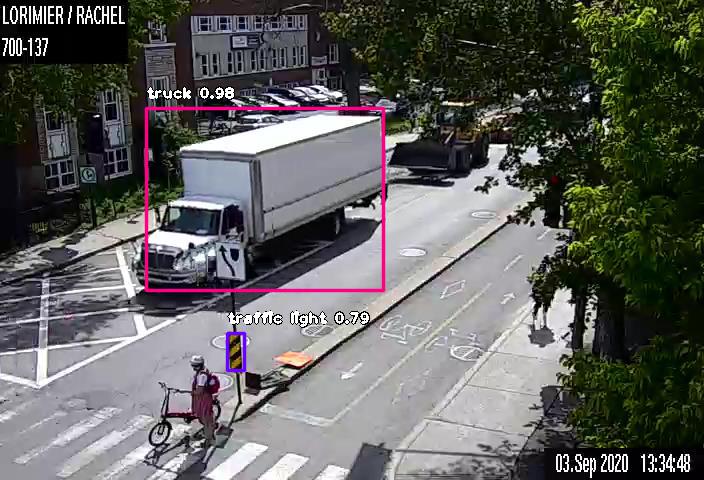 LORIMIER / RACHEL
700-137
truck 0.98
traffic light 0.79
03.Sep 2020 13:34:48